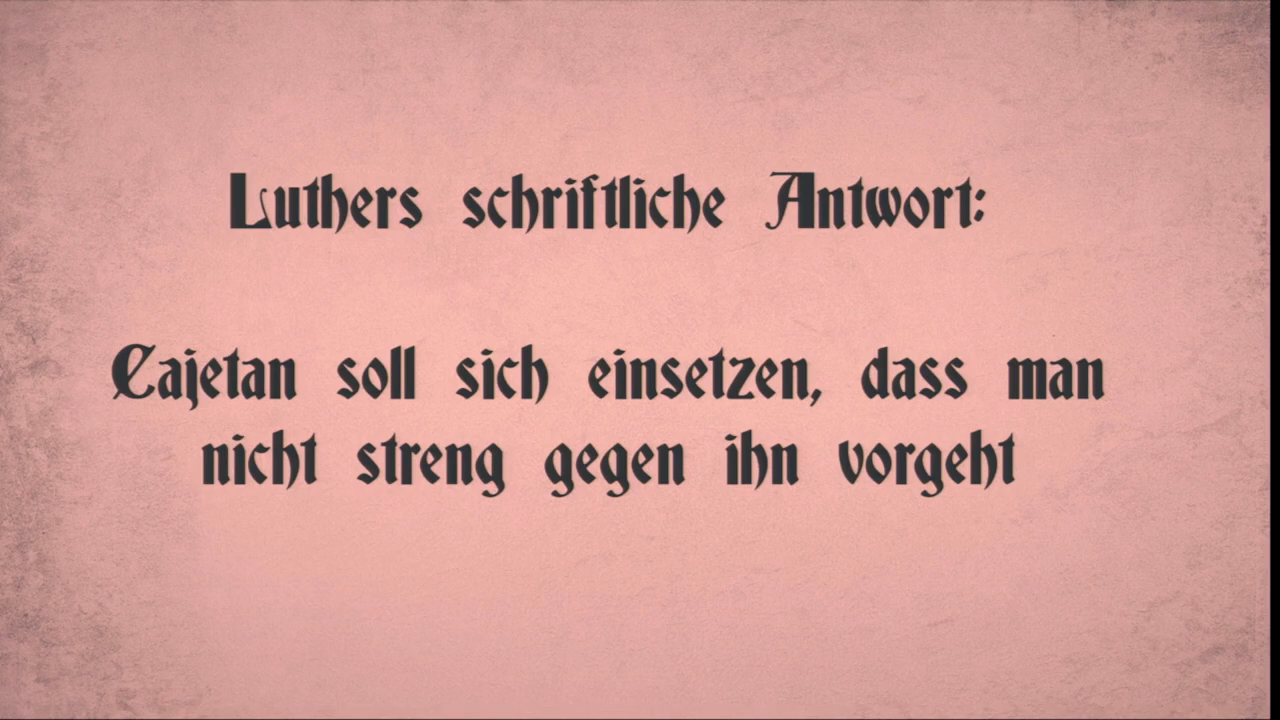 Luthers schriftliche Antwort:
Cajetan soll sich einsetzen, dass man
nicht streng gegen ihn vorgeht